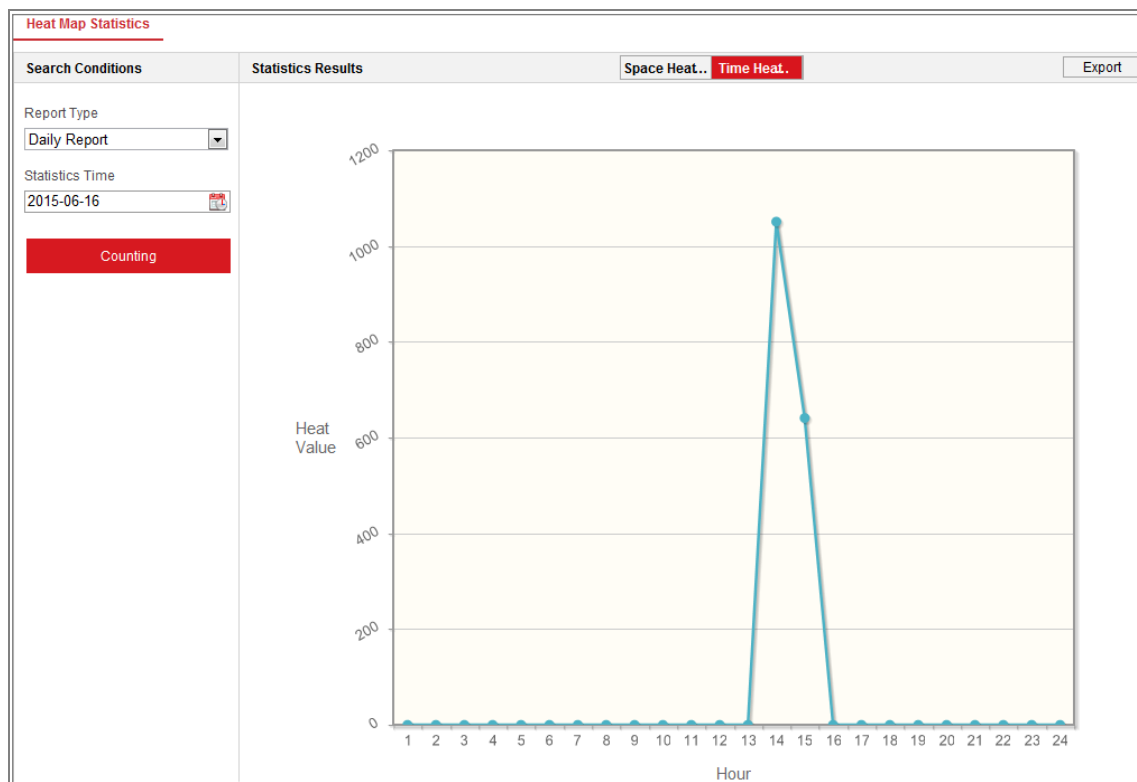 Heat Map Statistics
Search Conditions
Statistics Results
Space Heat...
Time Heat..
Export
Report Type
Daily Report
Statistics Time
2015-06-16
Counting
1200
1000
800
Heat
Value
600
400
200
0
1 2 3 4 5 6 7 8 9 10 11 12 13 14 15 16 17 18 19 20 21 22 23 24
Hour